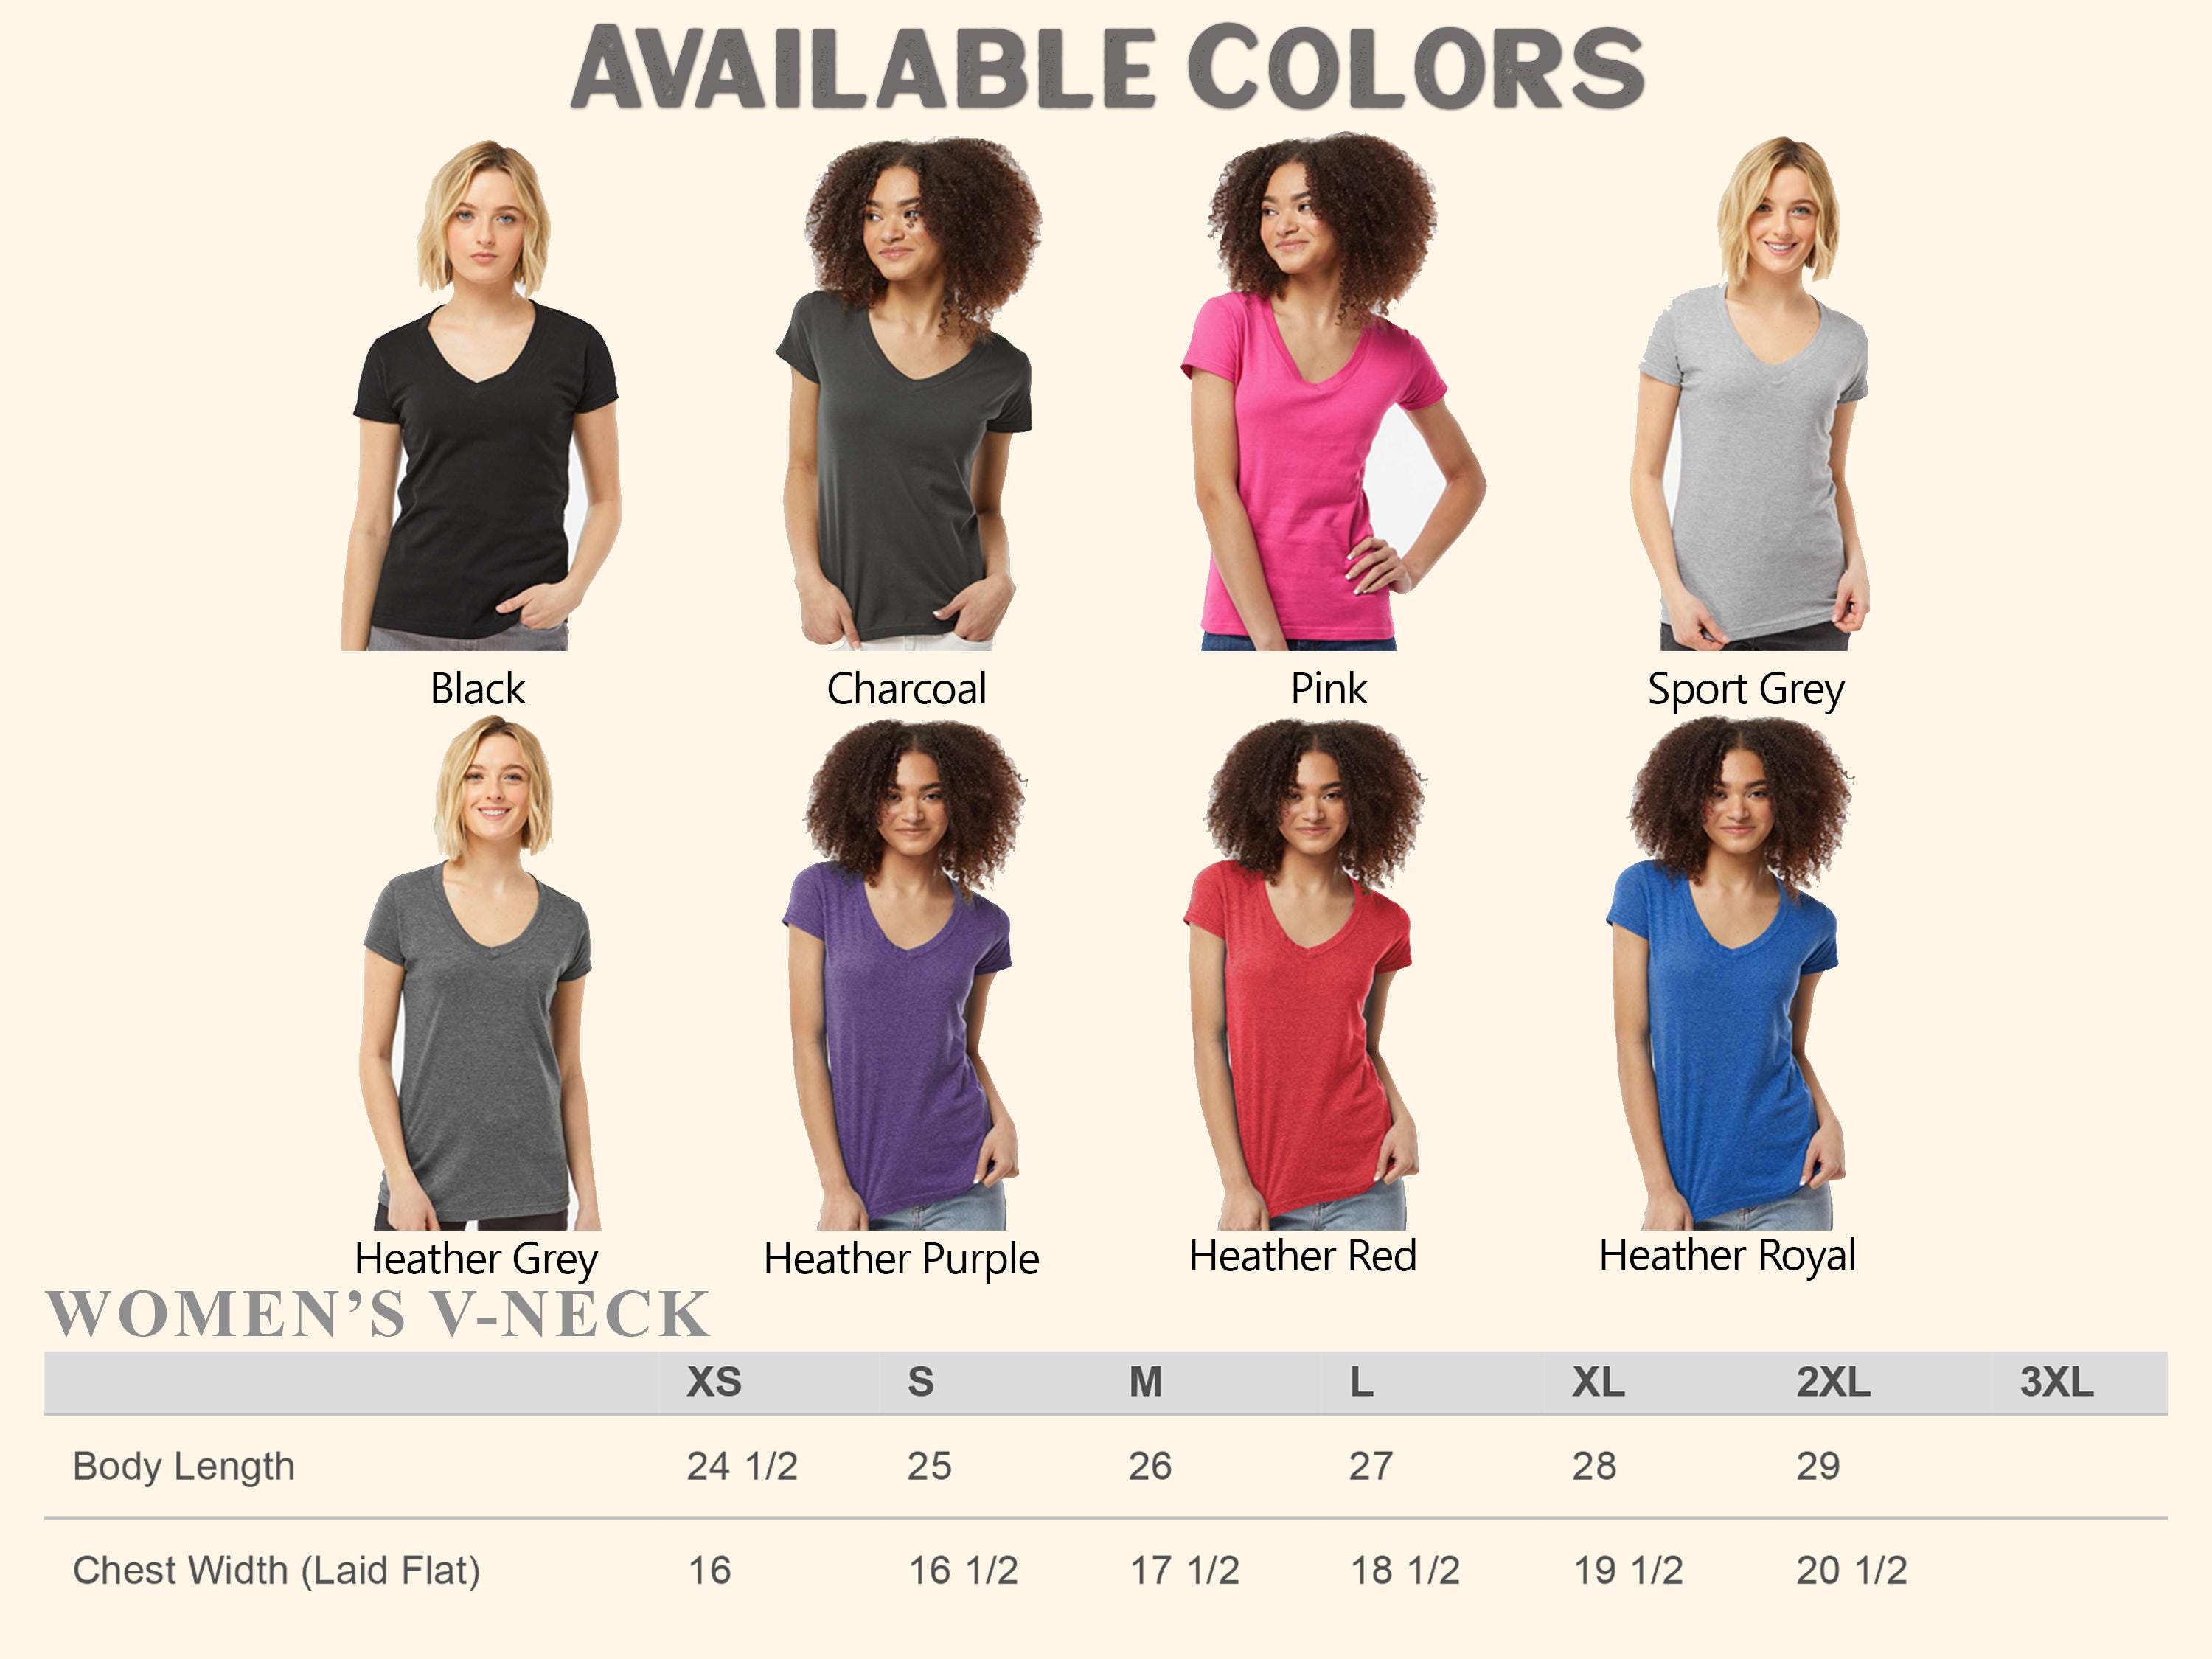 AVAILABLE COLORS
Black Charcoal Pink Sport Grey
Heather Grey Heather Purple Heather Red Heather Royal
WOMEN’S V-NECK
XS S M L XL 2XL 3XL
Body Length 24 1/2 25 26 27 28 29
Chest Width (Laid Flat) 16 16 1/2 17 1/2 18 1/2 19 1/2 20 1/2